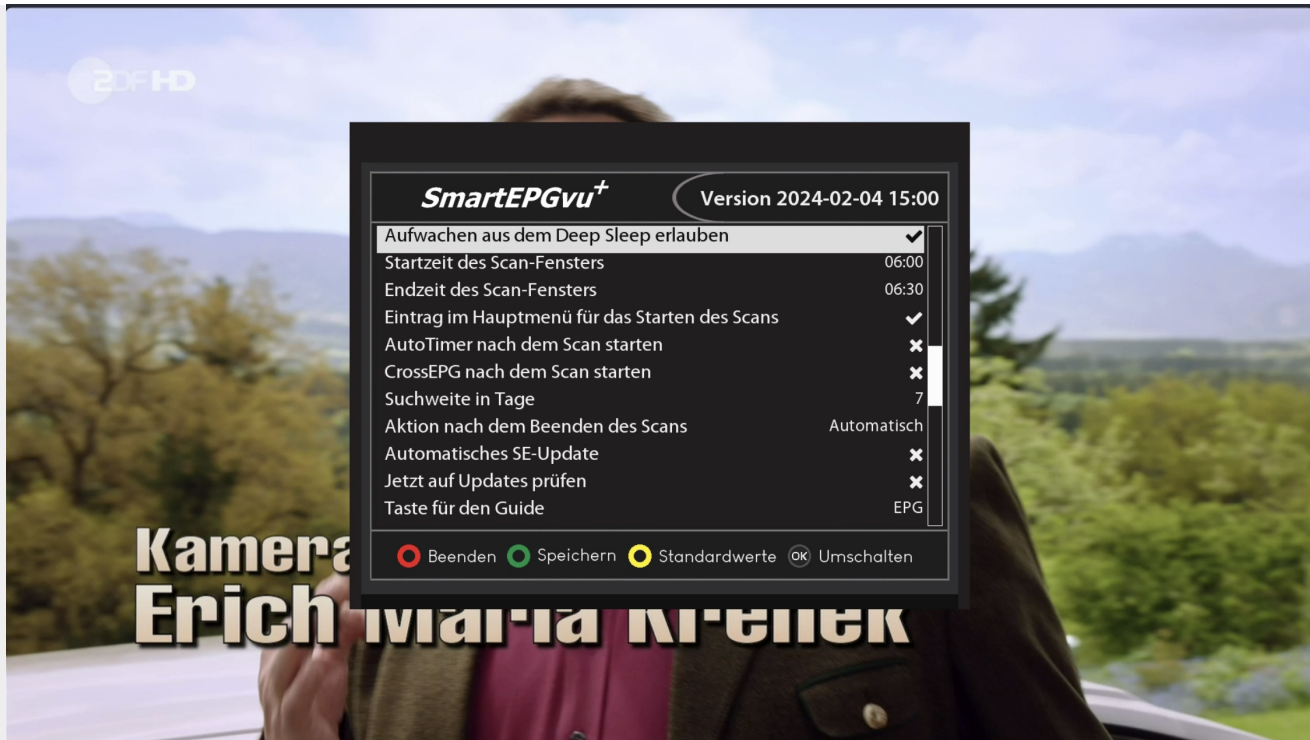 ZDF HD
SmartEPGvu+ Version 2024-02-04 15:00
Aufwachen aus dem Deep Sleep erlauben ✔
Startzeit des Scan-Fensters 06:00
Endzeit des Scan-Fensters 06:30
Eintrag im Hauptmenü für das Starten des Scans ✔
AutoTimer nach dem Scan starten ✖
CrossEPG nach dem Scan starten ✖
Suchweite in Tage 7
Aktion nach dem Beenden des Scans Automatisch
Automatisches SE-Update ✖
Jetzt auf Updates prüfen ✖
Taste für den Guide EPG
Beenden Speichern Standardwerte OK Umschalten
Kamera
Erich Maria Krenek